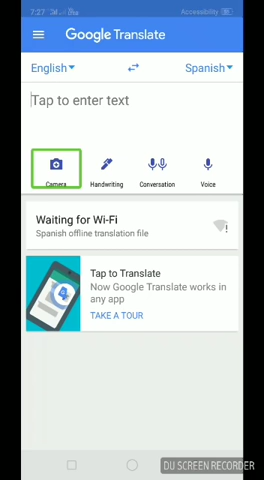 7:27
Accessibility
Google Translate
English
Spanish
Tap to enter text
Camera
Handwriting
Conversation
Voice
Waiting for Wi-Fi
Spanish offline translation file
Tap to Translate
Now Google Translate works in
any app
TAKE A TOUR
DU SCREEN RECORDER